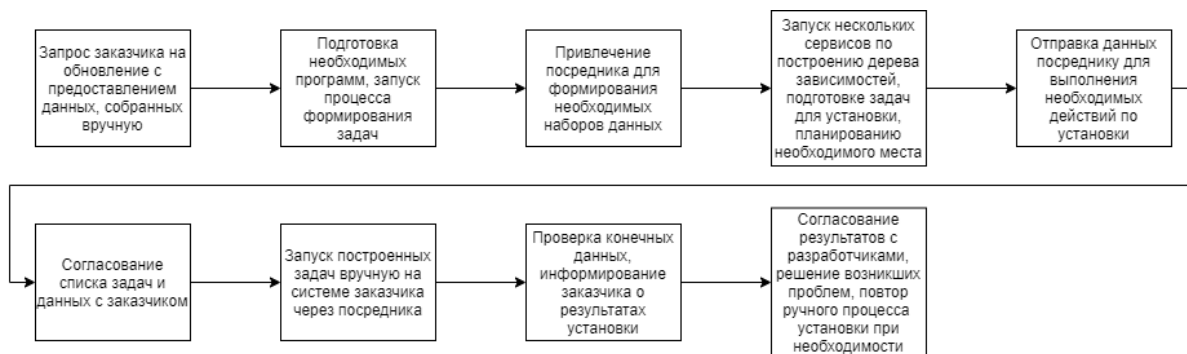 Запрос заказчика на
обновление с
предоставлением
данных, собранных
вручную
Подготовка
необходимых
программ, запуск
процесса
формирования
задач
Привлечение
посредника для
формирования
необходимых
наборов данных
Запуск нескольких
сервисов по
построению дерева
зависимостей,
подготовке задач
для установки,
планированию
необходимого места
Отправка данных
посреднику для
выполнения
необходимых
действий по
установки
Согласование
списка задач и
данных с заказчиком
Запуск построенных
задач вручную на
системе заказчика
через посредника
Проверка конечных
данных,
информирование
заказчика о
результатах
установки
Согласование
результатов с
разработчиками,
решение возникших
проблем, повтор
ручного процесса
установки при
необходимости